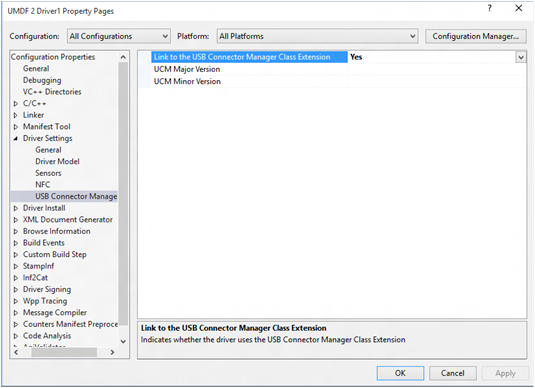 UMDF 2 Driver1 Property Pages
?
Configuration: All Configurations Platform: All Platforms Configuration Manager...
Configuration Properties
General
Debugging
VC++ Directories
C/C++
Linker
Manifest Tool
Driver Settings
General
Driver Model
Sensors
NFC
USB Connector Manage
Driver Install
XML Document Generator
Browse Information
Build Events
Custom Build Step
StampInf
Inf2Cat
Driver Signing
Wpp Tracing
Message Compiler
Counters Manifest Preproce
Code Analysis
ApiValidator
Link to the USB Connector Manager Class Extension Yes
UCM Major Version
UCM Minor Version
Link to the USB Connector Manager Class Extension
Indicates whether the driver uses the USB Connector Manager Class Extension
OK Cancel Apply